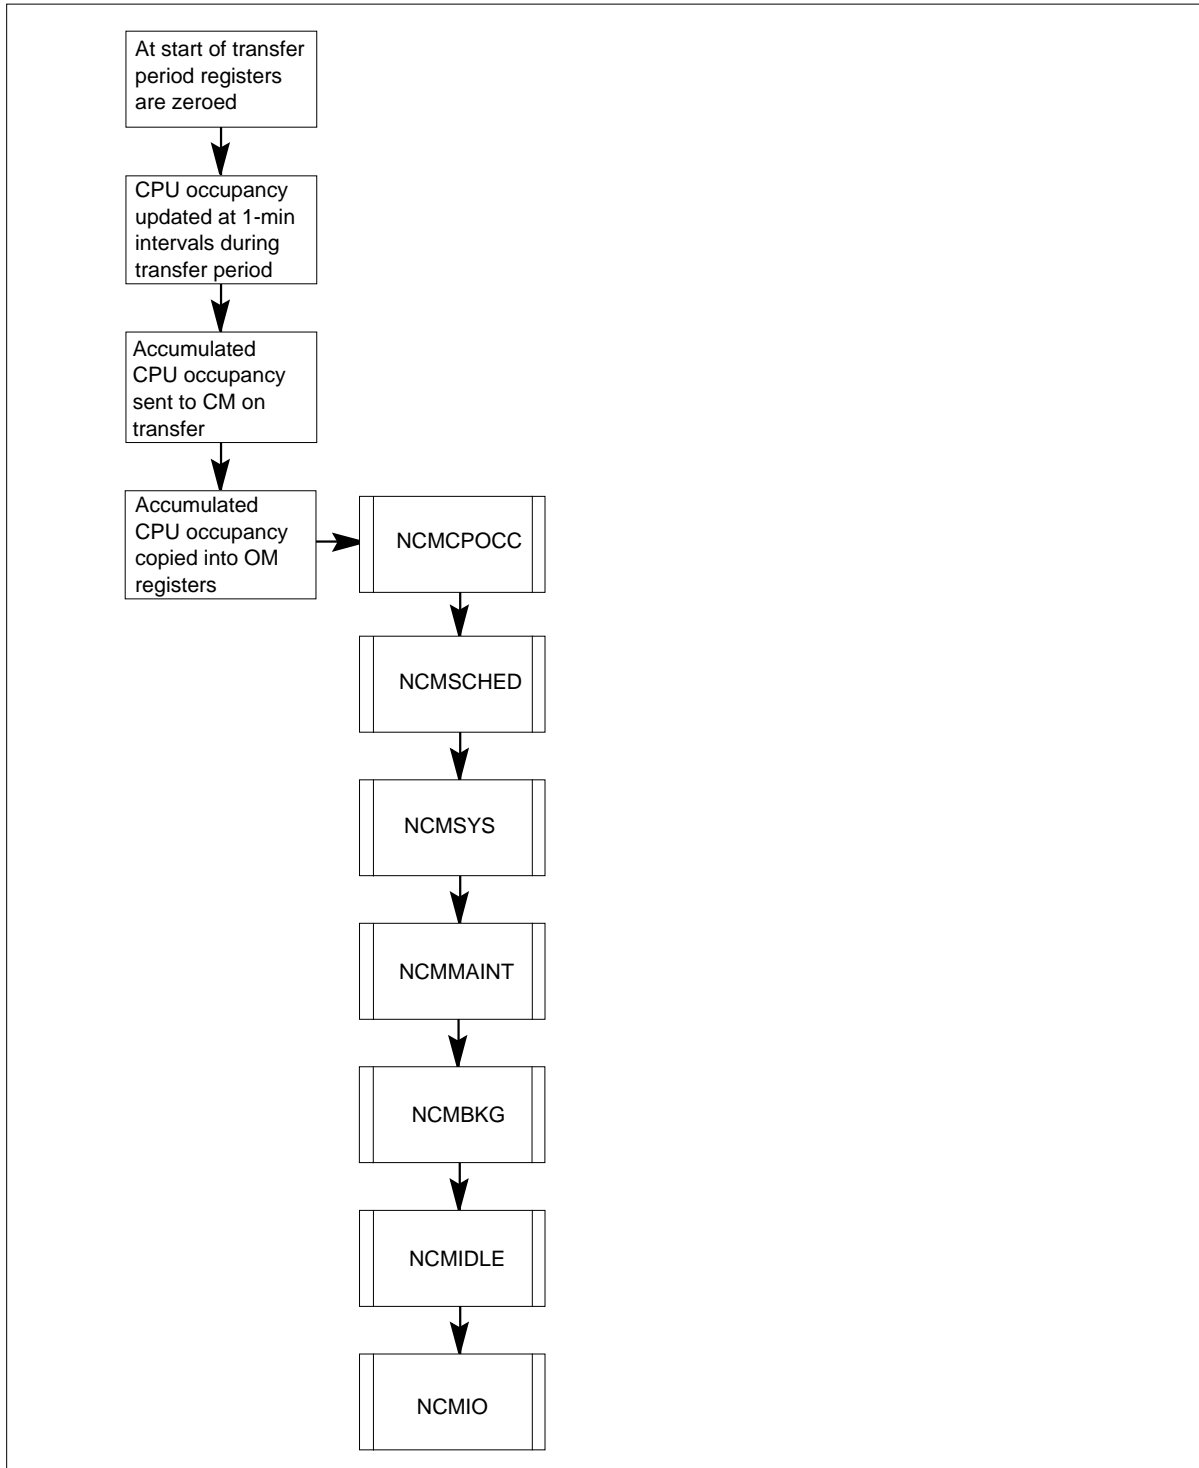 At start of transfer
period registers
are zeroed
CPU occupancy
updated at 1-min
intervals during
transfer period
Accumulated
CPU occupancy
sent to CM on
transfer
Accumulated
CPU occupancy
copied into OM
registers
NCMCPOCC
NCMSCHED
NCMSYS
NCMMAINT
NCMBKG
NCMIDLE
NCMIO